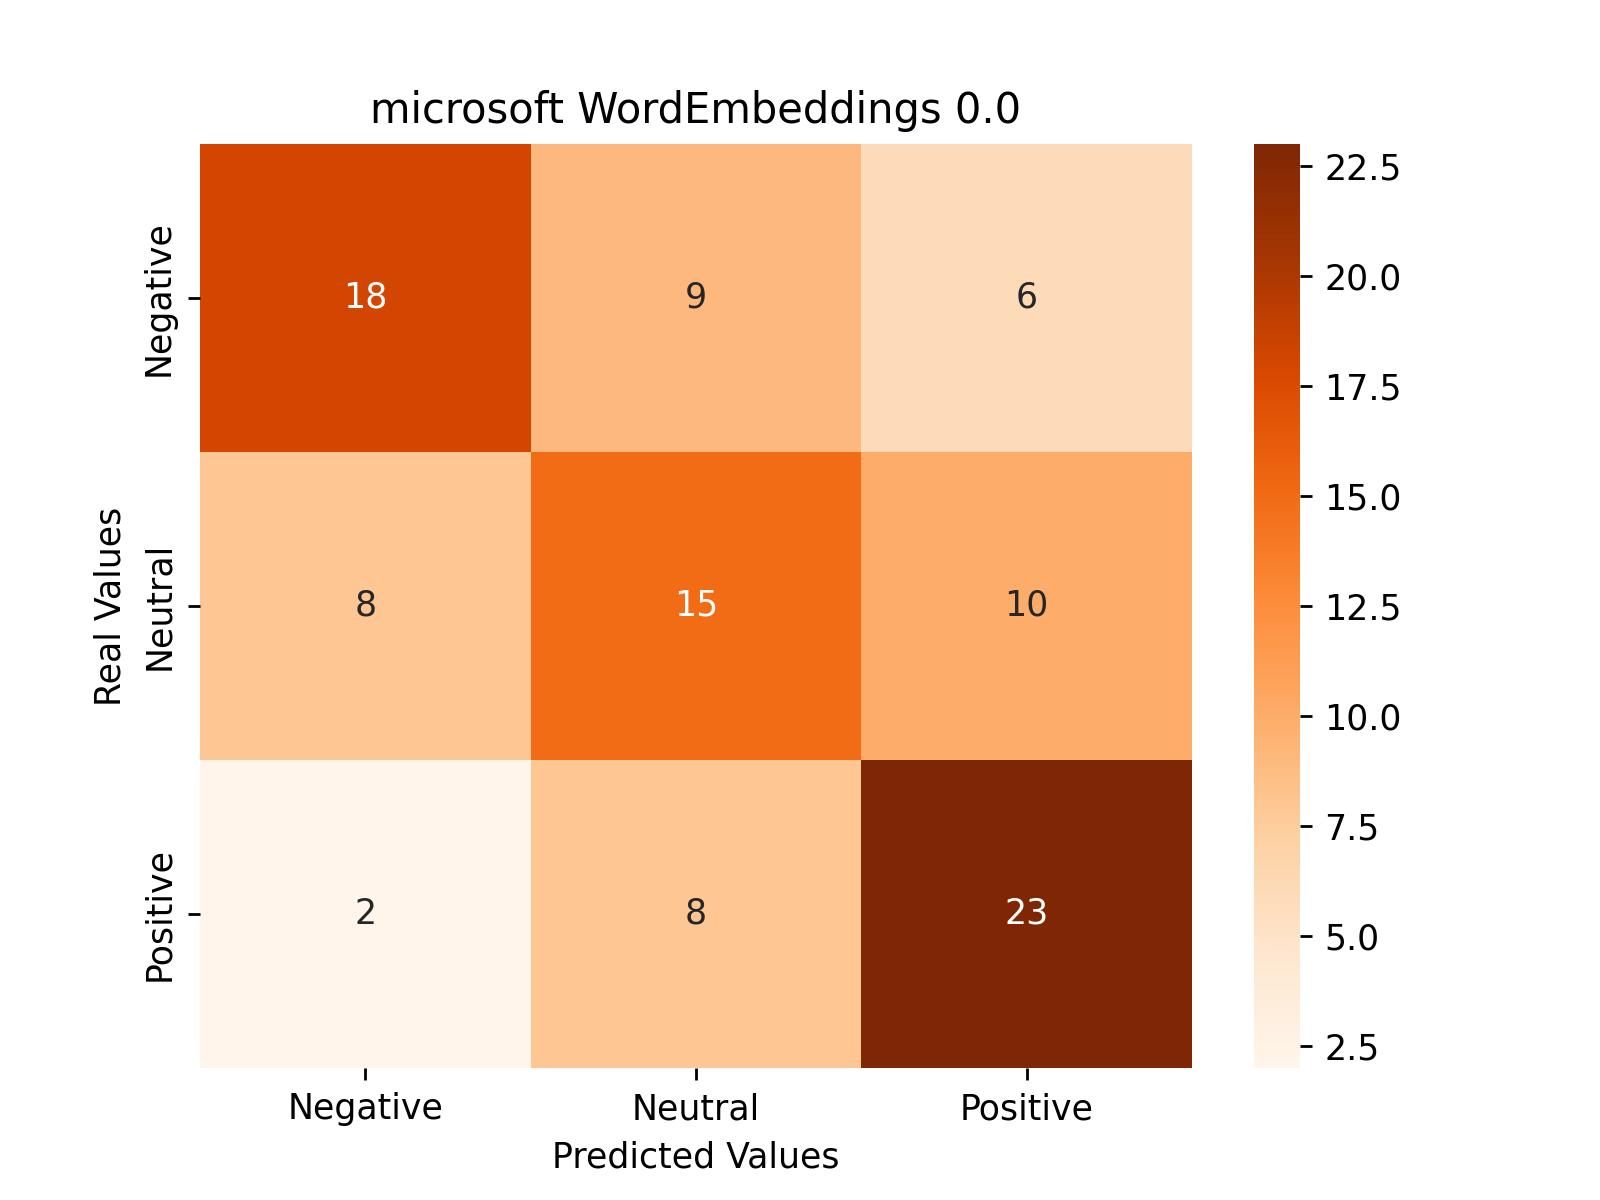 microsoft WordEmbeddings 0.0
Real Values
Negative
18 9 6
Neutral
8 15 10
Positive
2 8 23
Negative Neutral Positive
Predicted Values
22.5
20.0
17.5
15.0
12.5
10.0
7.5
5.0
2.5